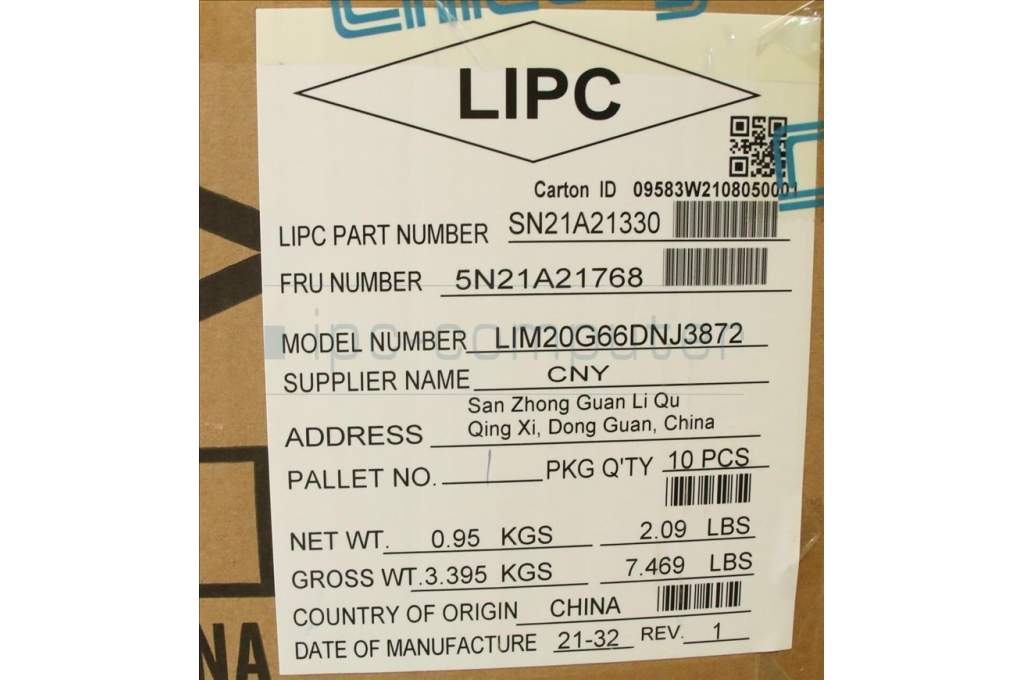 LIPC
Carton ID 09583W2108050001
LIPC PART NUMBER SN21A21330
FRU NUMBER 5N21A21768
ips computer
MODEL NUMBER LIM20G66DNJ3872
SUPPLIER NAME CNY
San Zhong Guan Li Qu
ADDRESS Qing Xi, Dong Guan, China
PALLET NO. / PKG Q'TY 10 PCS
NET WT. 0.95 KGS 2.09 LBS
GROSS WT. 3.395 KGS 7.469 LBS
COUNTRY OF ORIGIN CHINA
DATE OF MANUFACTURE 21-32 REV. 1
NA